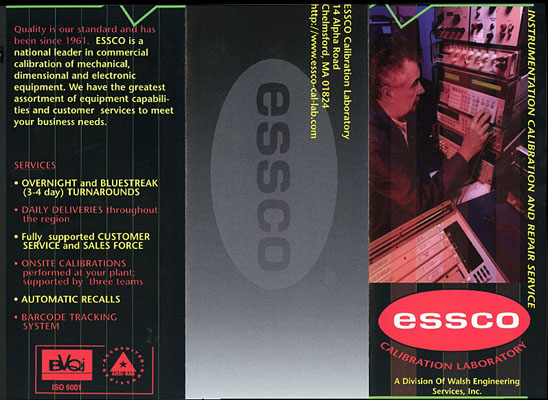 Quality is our standard and has
been since 1961. ESSCO is a
national leader in commercial
calibration of mechanical,
dimensional and electronic
equipment. We have the greatest
assortment of equipment capabili-
ties and customer services to meet
your business needs.
SERVICES
• OVERNIGHT and BLUESTREAK
(3-4 day) TURNAROUNDS
• DAILY DELIVERIES throughout
the region
• Fully supported CUSTOMER
SERVICE and SALES FORCE
• ONSITE CALIBRATIONS
performed at your plant;
supported by three teams
• AUTOMATIC RECALLS
• BARCODE TRACKING
SYSTEM
BVQi
ISO 9001
ACCREDITED
ANSI RAB
essco
ESSCO Calibration Laboratory
14 Alpha Road
Chelmsford, MA 01824
http://www.essco-cal-lab.com
INSTRUMENTATION CALIBRATION AND REPAIR SERVICE
essco
CALIBRATION LABORATORY
A Division Of Walsh Engineering
Services, Inc.